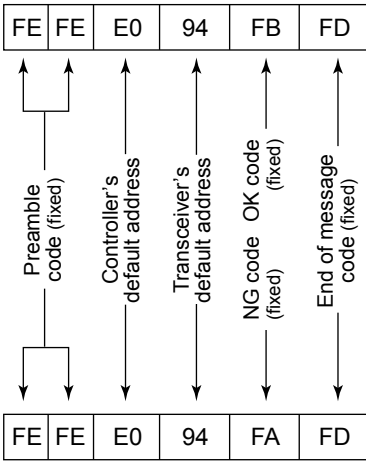 FE FE E0 94 FB FD
Preamble
code (fixed)
Controller's
default address
Transceiver's
default address
OK code
(fixed)
NG code
(fixed)
End of message
code (fixed)
FE FE E0 94 FA FD